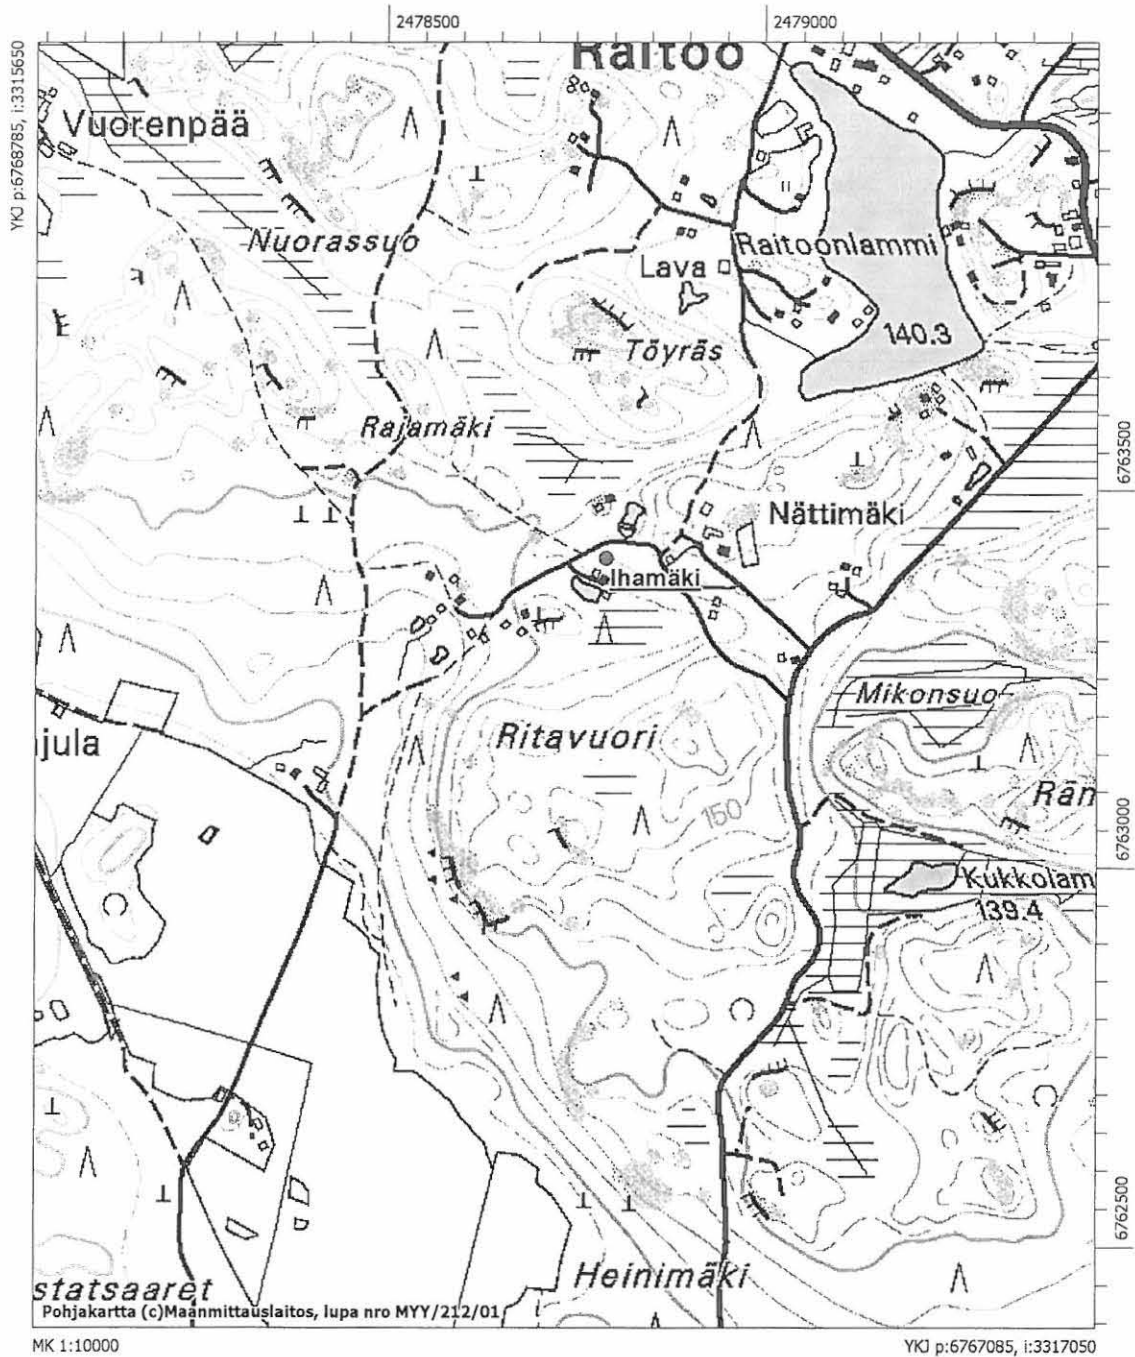 2478500
2479000
YKJ p:6768785, i:3315650
Raitoo
Vuorenpää
Nuorassuo
Raitoonlammi
Lava
140.3
Töyräs
Rajamäki
6763500
Nättimäki
Ihamäki
Mikonsuo
Ritavuori
jula
Rän
150
6763000
Kukkolam
139.4
6762500
Heinimäki
statsaaret
Pohjakartta (c)Maanmittauslaitos, lupa nro MYY/212/01
MK 1:10000
YKJ p:6767085, i:3317050